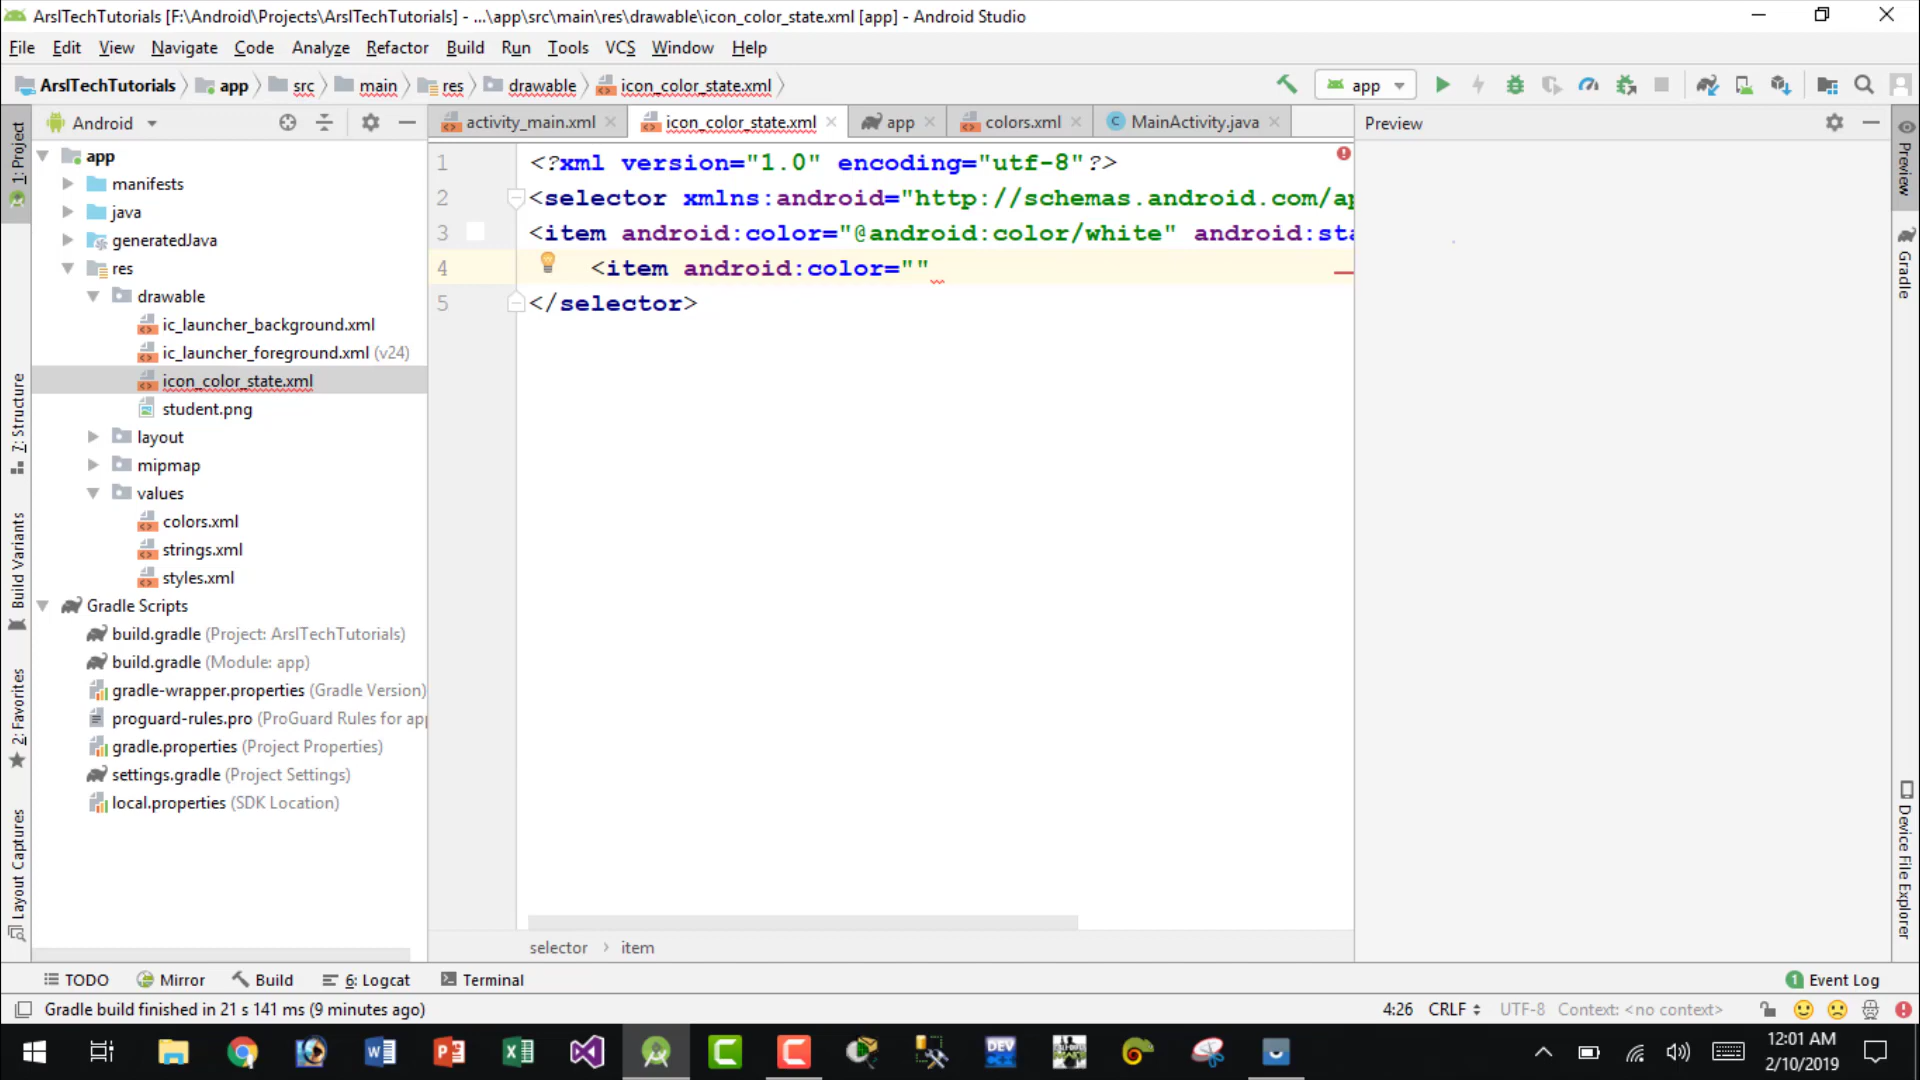 ArslTechTutorials [F:\Android\Projects\ArslTechTutorials] - ...\app\src\main\res\drawable\icon_color_state.xml [app] - Android Studio
File Edit View Navigate Code Analyze Refactor Build Run Tools VCS Window Help
ArslTechTutorials app src main res drawable icon_color_state.xml app
Android activity_main.xml icon_color_state.xml app colors.xml MainActivity.java Preview
1: Project
7: Structure
Build Variants
2: Favorites
Layout Captures
app
manifests
java
generatedJava
res
drawable
ic_launcher_background.xml
ic_launcher_foreground.xml (v24)
icon_color_state.xml
student.png
layout
mipmap
values
colors.xml
strings.xml
styles.xml
Gradle Scripts
build.gradle (Project: ArslTechTutorials)
build.gradle (Module: app)
gradle-wrapper.properties (Gradle Version)
proguard-rules.pro (ProGuard Rules for app
gradle.properties (Project Properties)
settings.gradle (Project Settings)
local.properties (SDK Location)
1 <?xml version="1.0" encoding="utf-8"?>
2 <selector xmlns:android="http://schemas.android.com/ap
3 <item android:color="@android:color/white" android:sta
4 <item android:color=""
5 </selector>
selector › item
Preview
Gradle
Device File Explorer
TODO Mirror Build 6: Logcat Terminal 1 Event Log
Gradle build finished in 21 s 141 ms (9 minutes ago) 4:26 CRLF UTF-8 Context: <no context>
12:01 AM
2/10/2019